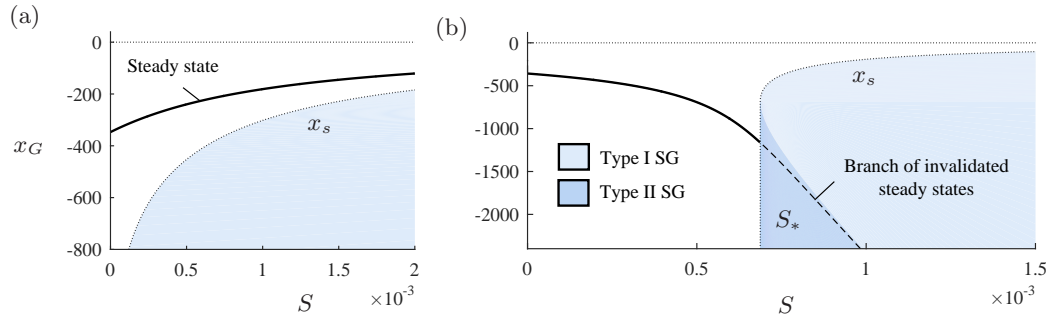 (a)
0
-200
-400
-600
-800
x_G
Steady state
x_s
0
0.5
1
1.5
2
×10⁻³
S
(b)
0
-500
-1000
-1500
-2000
x_s
Type I SG
Type II SG
Branch of invalidated
steady states
S_*
0
0.5
1
1.5
×10⁻³
S